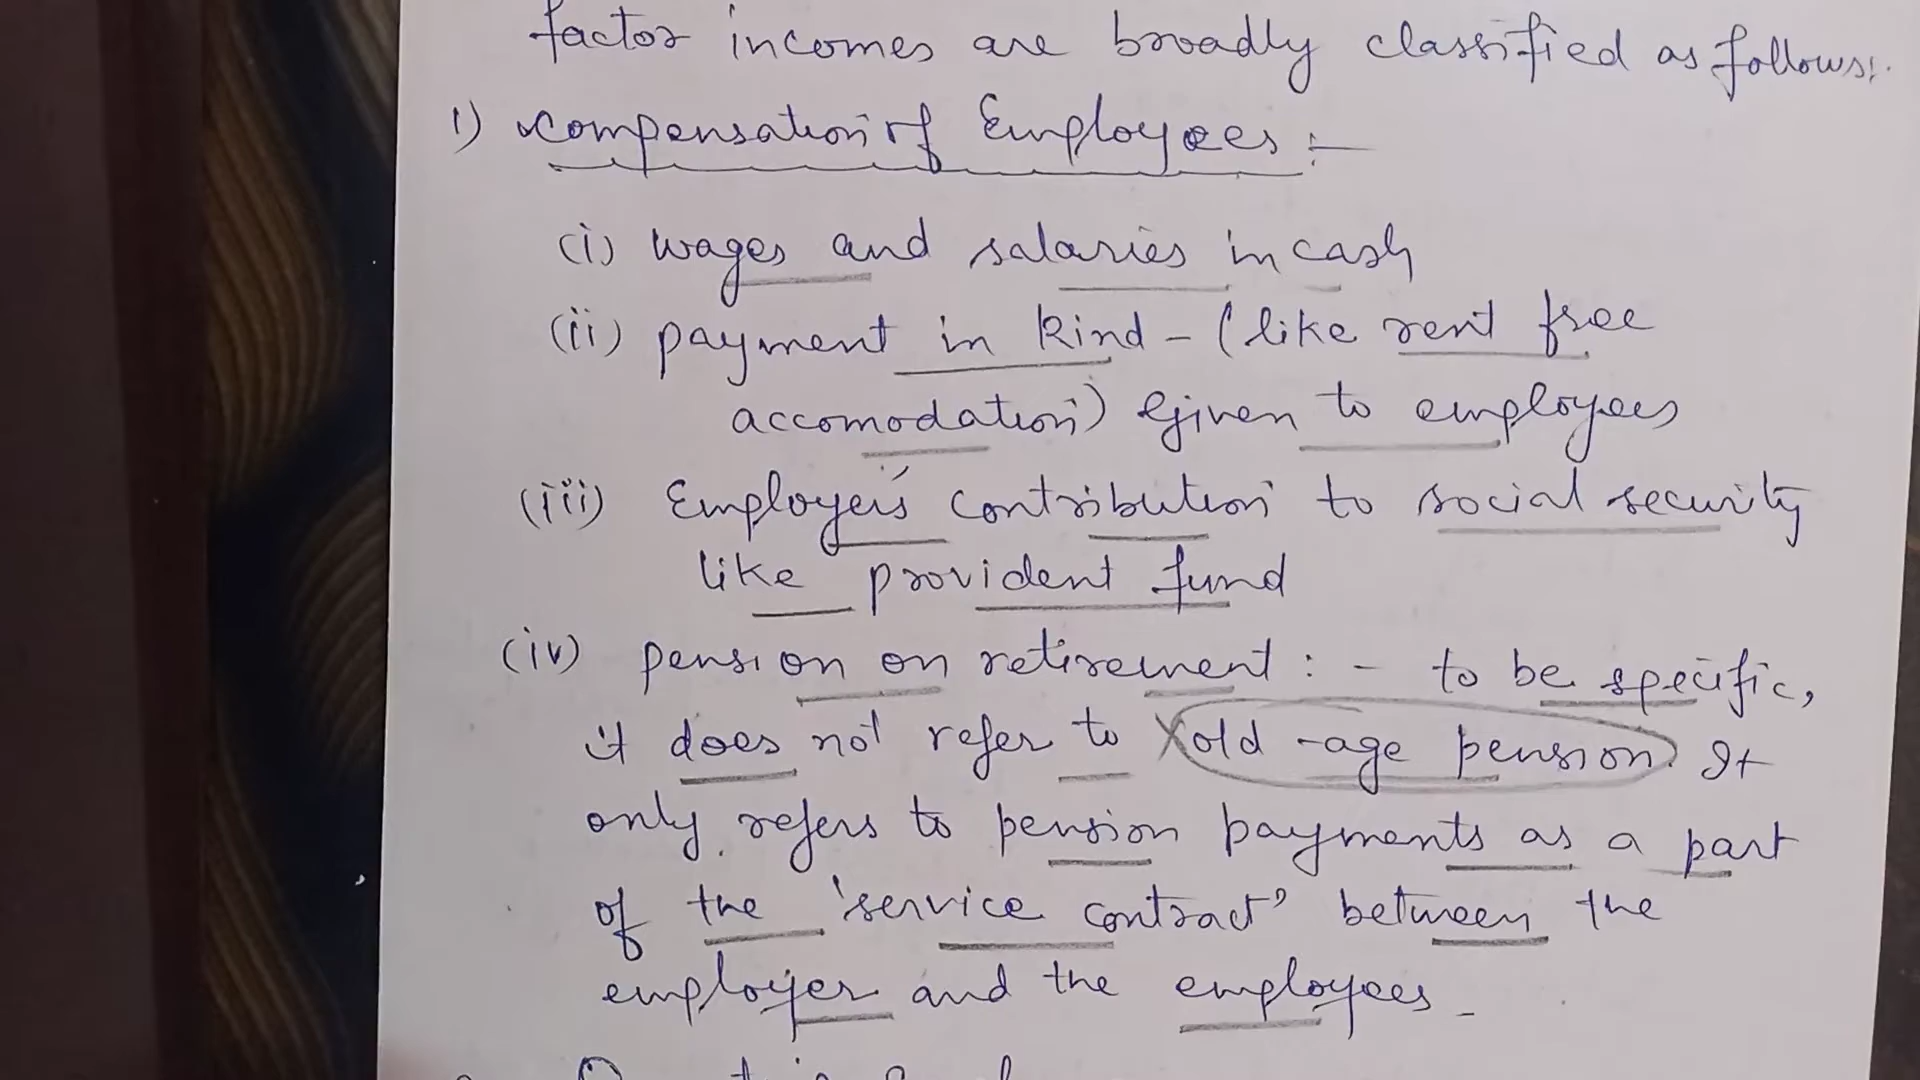 factor incomes are broadly classified as follows:
1) Compensation of Employees :-
(i) wages and salaries in cash
(ii) payment in kind - (like rent free
accomodation) given to employees
(iii) Employer's contribution to social security
like provident fund
(iv) pension on retirement : - to be specific,
it does not refer to old-age pension. It
only refers to pension payments as a part
of the 'service contract' between the
employer and the employees